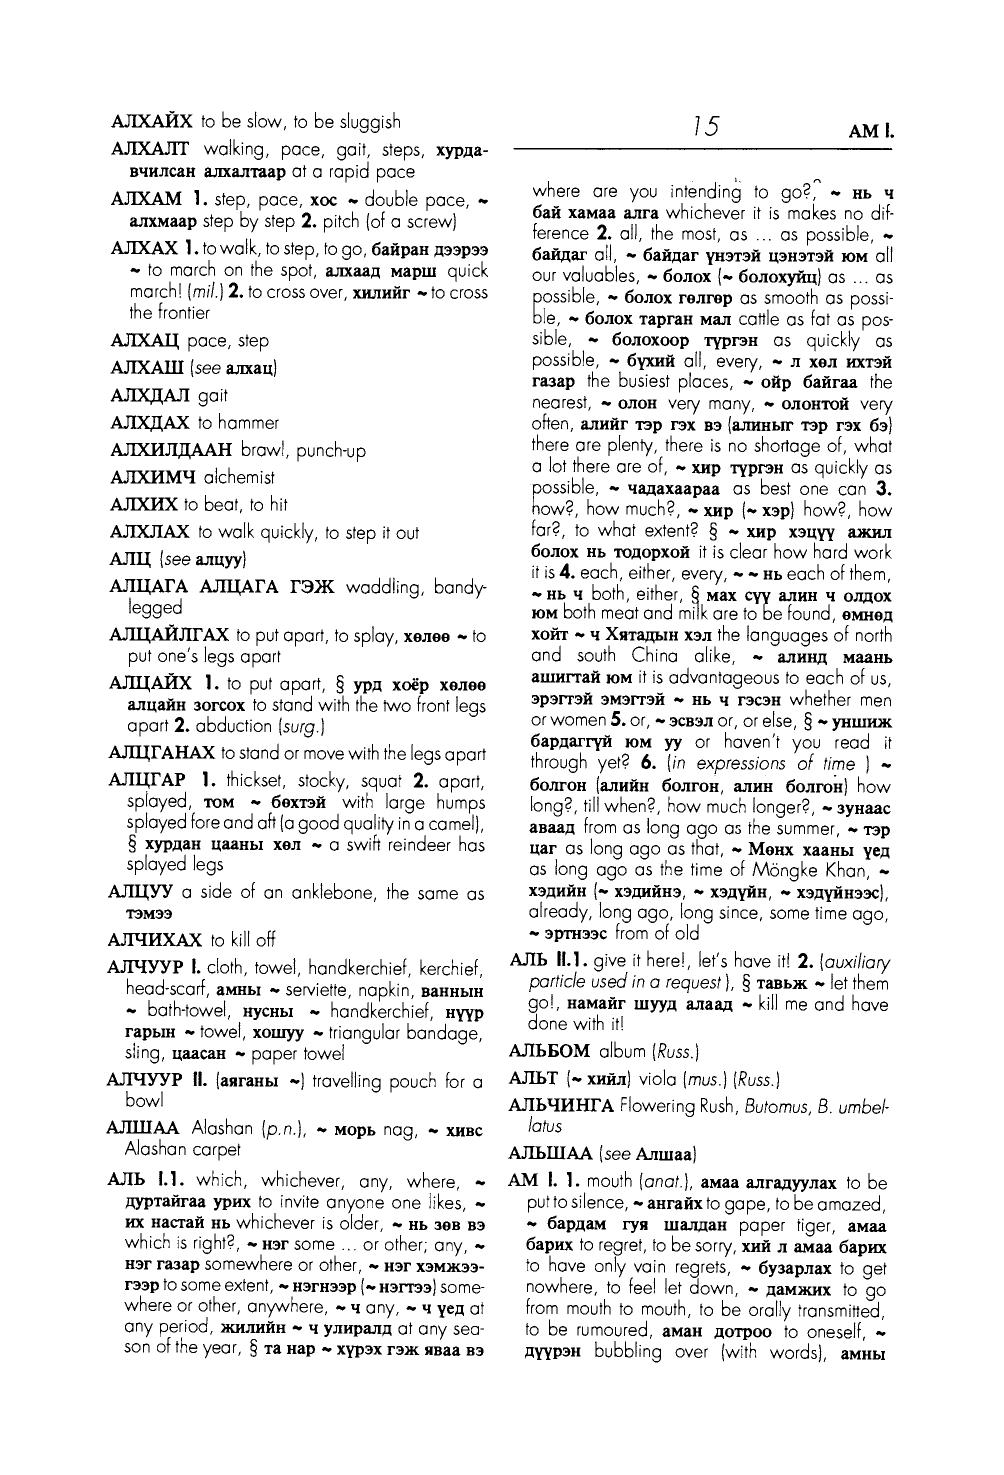 АЛХАЙХ to be slow, to be sluggish
АЛХАЛТ walking, pace, gait, steps, хурда-
вчилсан алхалтаар at a rapid pace
АЛХАМ 1. step, pace, хос ~ double pace, ~
алхмаар step by step 2. pitch (of a screw)
АЛХАХ 1. to walk, to step, to go, байран дээрээ
~ to march on the spot, алхаад марш quick
march! (mil.) 2. to cross over, хилийг ~ to cross
the frontier
АЛХАЦ pace, step
АЛХАШ (see алхац)
АЛХДАЛ gait
АЛХДАХ to hammer
АЛХИЛДААН brawl, punch-up
АЛХИМЧ alchemist
АЛХИХ to beat, to hit
АЛХЛАХ to walk quickly, to step it out
АЛЦ (see алцуу)
АЛЦАГА АЛЦАГА ГЭЖ waddling, bandy-
legged
АЛЦАЙЛГАХ to put apart, to splay, хөлөө ~ to
put one's legs apart
АЛЦАЙХ 1. to put apart, § урд хоёр хөлөө
алцайн зогсох to stand with the two front legs
apart 2. abduction (surg.)
АЛЦГАНАХ to stand or move with the legs apart
АЛЦГАР 1. thickset, stocky, squat 2. apart,
splayed, том ~ бөхтэй with large humps
splayed fore and aft (a good quality in a camel),
§ хурдан цааны хөл ~ a swift reindeer has
splayed legs
АЛЦУУ a side of an anklebone, the same as
тэмээ
АЛЧИХАХ to kill off
АЛЧУУР I. cloth, towel, handkerchief, kerchief,
head-scarf, амны ~ serviette, napkin, ваннын
~ bath-towel, нусны ~ handkerchief, нүүр
гарын ~ towel, хошуу ~ triangular bandage,
sling, цаасан ~ paper towel
АЛЧУУР II. (аяганы ~) travelling pouch for a
bowl
АЛШАА Alashan (p.n.), ~ морь nag, ~ хивс
Alashan carpet
АЛЬ I.1. which, whichever, any, where, ~
дуртайгаа урих to invite anyone one likes, ~
их настай нь whichever is older, ~ нь зөв вэ
which is right?, ~ нэг some ... or other; any, ~
нэг газар somewhere or other, ~ нэг хэмжээ-
гээр to some extent, ~ нэгнээр (~ нэгтээ) some-
where or other, anywhere, ~ ч any, ~ ч үед at
any period, жилийн ~ ч улиралд at any sea-
son of the year, § та нар ~ хүрэх гэж яваа вэ
15 АМ I.
where are you intending to go?, ~ нь ч
бай хамаа алга whichever it is makes no dif-
ference 2. all, the most, as ... as possible, ~
байдаг all, ~ байдаг үнэтэй цэнэтэй юм all
our valuables, ~ болох (~ болохуйц) as ... as
possible, ~ болох гөлгөр as smooth as possi-
ble, ~ болох тарган мал cattle as fat as pos-
sible, ~ болохоор түргэн as quickly as
possible, ~ бүхий all, every, ~ л хөл ихтэй
газар the busiest places, ~ ойр байгаа the
nearest, ~ олон very many, ~ олонтой very
often, алийг тэр гэх вэ (алиныг тэр гэх бэ)
there are plenty, there is no shortage of, what
a lot there are of, ~ хир түргэн as quickly as
possible, ~ чадахаараа as best one can 3.
how?, how much?, ~ хир (~ хэр) how?, how
far?, to what extent? § ~ хир хэцүү ажил
болох нь тодорхой it is clear how hard work
it is 4. each, either, every, ~ ~ нь each of them,
~ нь ч both, either, § мах сүү алин ч олдох
юм both meat and milk are to be found, өмнөд
хойт ~ ч Хятадын хэл the languages of north
and south China alike, ~ алинд маань
ашигтай юм it is advantageous to each of us,
эрэгтэй эмэгтэй ~ нь ч гэсэн whether men
or women 5. or, ~ эсвэл or, or else, § ~ уншиж
бардаггүй юм уу or haven't you read it
through yet? 6. (in expressions of time ) ~
болгон (алийн болгон, алин болгон) how
long?, till when?, how much longer?, ~ зунаас
аваад from as long ago as the summer, ~ тэр
цаг as long ago as that, ~ Мөнх хааны үед
as long ago as the time of Möngke Khan, ~
хэдийн (~ хэдийнэ, ~ хэдүйн, ~ хэдүйнээс),
already, long ago, long since, some time ago,
~ эртнээс from of old
АЛЬ II.1. give it here!, let's have it! 2. (auxiliary
particle used in a request), § тавьж ~ let them
go!, намайг шууд алаад ~ kill me and have
done with it!
АЛЬБОМ album (Russ.)
АЛЬТ (~ хийл) viola (mus.) (Russ.)
АЛЬЧИНГА Flowering Rush, Butomus, B. umbel-
latus
АЛЬШАА (see Алшаа)
АМ I. 1. mouth (anat.), амаа алгадуулах to be
put to silence, ~ ангайх to gape, to be amazed,
~ бардам гуя шалдан paper tiger, амаа
барих to regret, to be sorry, хий л амаа барих
to have only vain regrets, ~ бузарлах to get
nowhere, to feel let down, ~ дамжих to go
from mouth to mouth, to be orally transmitted,
to be rumoured, аман дотроо to oneself, ~
дүүрэн bubbling over (with words), амны